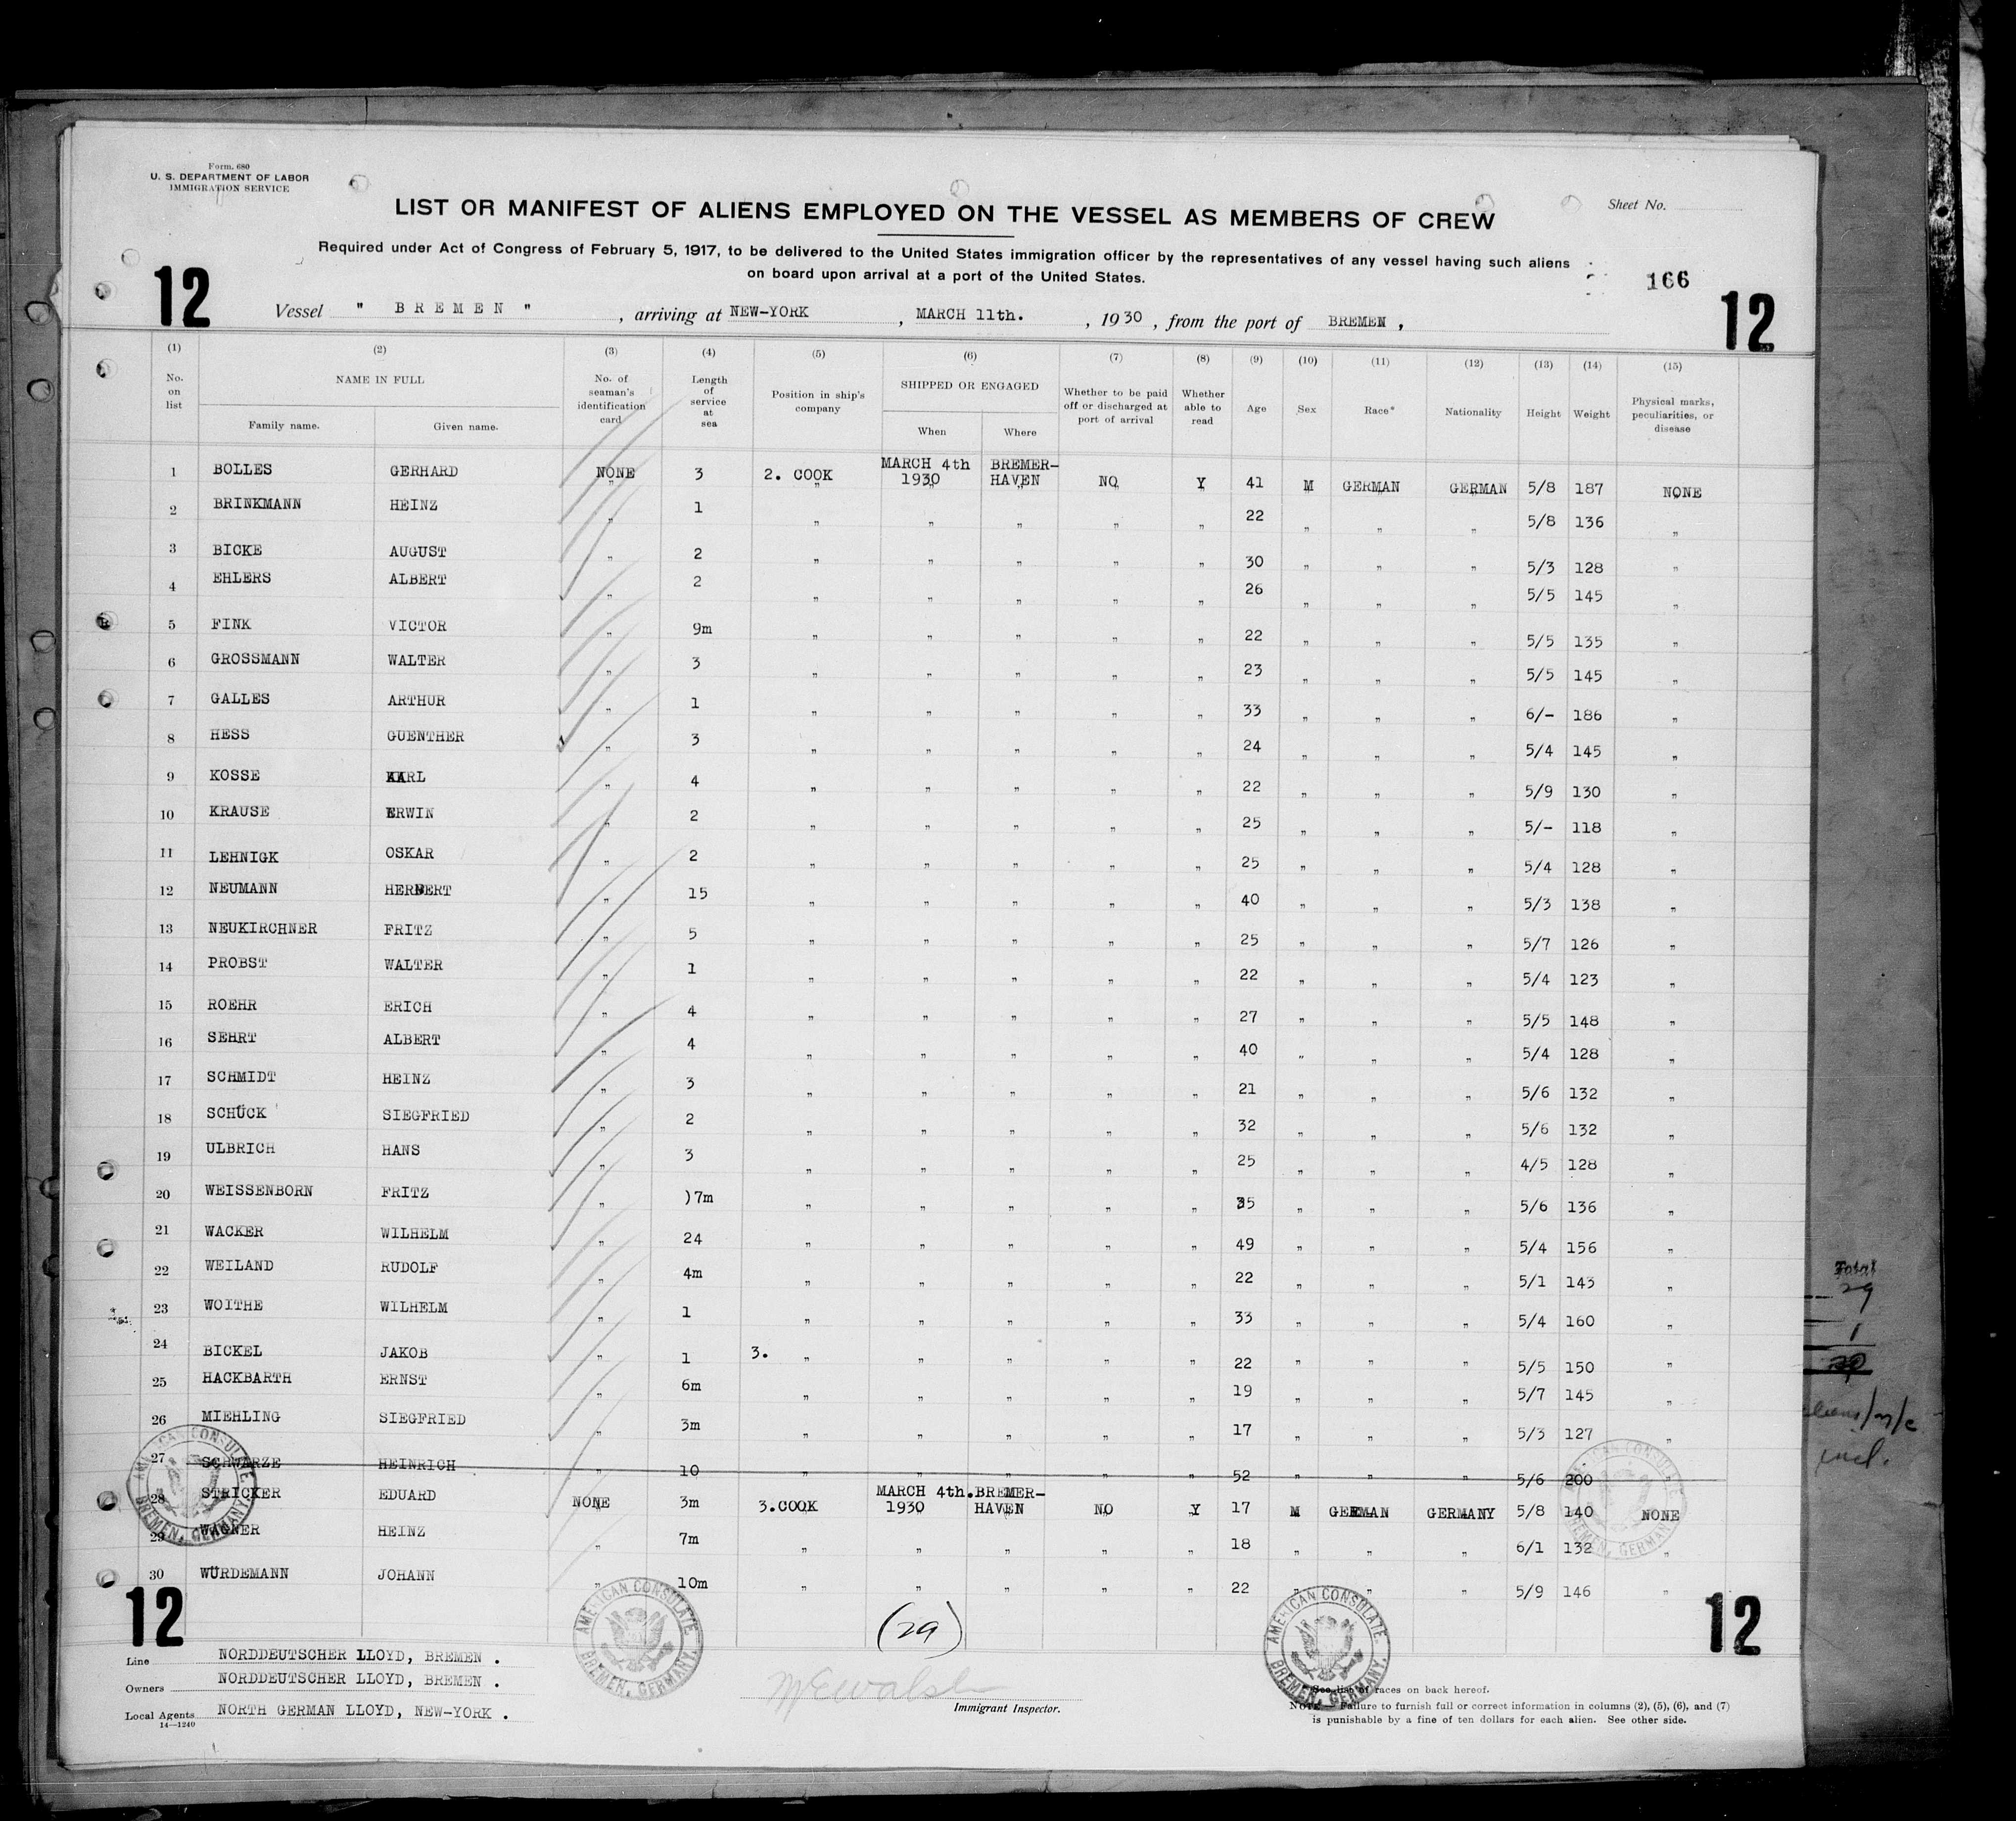 Form. 680
U. S. DEPARTMENT OF LABOR
IMMIGRATION SERVICE
Sheet No.
LIST OR MANIFEST OF ALIENS EMPLOYED ON THE VESSEL AS MEMBERS OF CREW
Required under Act of Congress of February 5, 1917, to be delivered to the United States immigration officer by the representatives of any vessel having such aliens
on board upon arrival at a port of the United States.
166
12 12
Vessel " BREMEN " , arriving at NEW-YORK , MARCH 11th. , 1930 , from the port of BREMEN ,
(1) (2) (3) (4) (5) (6) (7) (8) (9) (10) (11) (12) (13) (14) (15)
No. on list NAME IN FULL Family name. Given name. No. of seaman's identification card Length of service at sea Position in ship's company SHIPPED OR ENGAGED When Where Whether to be paid off or discharged at port of arrival Whether able to read Age Sex Race* Nationality Height Weight Physical marks, peculiarities, or disease
1 BOLLES GERHARD NONE 3 2. COOK MARCH 4th 1930 BREMER-HAVEN NO Y 41 M GERMAN GERMAN 5/8 187 NONE
2 BRINKMANN HEINZ " 1 " " " " " 22 " " " 5/8 136 "
3 BICKE AUGUST " 2 " " " " " 30 " " " 5/3 128 "
4 EHLERS ALBERT " 2 " " " " " 26 " " " 5/5 145 "
5 FINK VICTOR " 9m " " " " " 22 " " " 5/5 135 "
6 GROSSMANN WALTER " 3 " " " " " 23 " " " 5/5 145 "
7 GALLES ARTHUR " 1 " " " " " 33 " " " 6/- 186 "
8 HESS GUENTHER " 3 " " " " " 24 " " " 5/4 145 "
9 KOSSE KARL " 4 " " " " " 22 " " " 5/9 130 "
10 KRAUSE ERWIN " 2 " " " " " 25 " " " 5/- 118 "
11 LEHNIGK OSKAR " 2 " " " " " 25 " " " 5/4 128 "
12 NEUMANN HERBERT " 15 " " " " " 40 " " " 5/3 138 "
13 NEUKIRCHNER FRITZ " 5 " " " " " 25 " " " 5/7 126 "
14 PROBST WALTER " 1 " " " " " 22 " " " 5/4 123 "
15 ROEHR ERICH " 4 " " " " " 27 " " " 5/5 148 "
16 SEHRT ALBERT " 4 " " " " " 40 " " " 5/4 128 "
17 SCHMIDT HEINZ " 3 " " " " " 21 " " " 5/6 132 "
18 SCHÜCK SIEGFRIED " 2 " " " " " 32 " " " 5/6 132 "
19 ULBRICH HANS " 3 " " " " " 25 " " " 4/5 128 "
20 WEISSENBORN FRITZ " )7m " " " " " 35 " " " 5/6 136 "
21 WACKER WILHELM " 24 " " " " " 49 " " " 5/4 156 "
22 WEILAND RUDOLF " 4m " " " " " 22 " " " 5/1 143 "
23 WOITHE WILHELM " 1 " " " " " 33 " " " 5/4 160 "
24 BICKEL JAKOB " 1 3. " " " " " 22 " " " 5/5 150 "
25 HACKBARTH ERNST " 6m " " " " " 19 " " " 5/7 145 "
26 MIEHLING SIEGFRIED " 3m " " " " " 17 " " " 5/3 127 "
27 SCHWARZE HEINRICH " 10 " " " " " 52 " " " 5/6 200
28 STRICKER EDUARD NONE 3m 3.COOK MARCH 4th. 1930 BREMER-HAVEN NO Y 17 M GERMAN GERMANY 5/8 140 NONE
29 WAGNER HEINZ " 7m " " " " " 18 " " " 6/1 132 "
30 WÜRDEMANN JOHANN " 10m " " " " " 22 " " " 5/9 146 "
Total
29
1
AMERICAN CONSULATE BREMEN, GERMANY.
AMERICAN CONSULATE BREMEN, GERMANY.
AMERICAN CONSULATE. BREMEN, GERMANY.
AMERICAN CONSULATE. BREMEN, GERMANY.
(29)
12 12
Line NORDDEUTSCHER LLOYD, BREMEN .
Owners NORDDEUTSCHER LLOYD, BREMEN .
Local Agents NORTH GERMAN LLOYD, NEW-YORK .
14—1240
Immigrant Inspector.
See list of races on back hereof.
NOTE.—Failure to furnish full or correct information in columns (2), (5), (6), and (7)
is punishable by a fine of ten dollars for each alien. See other side.